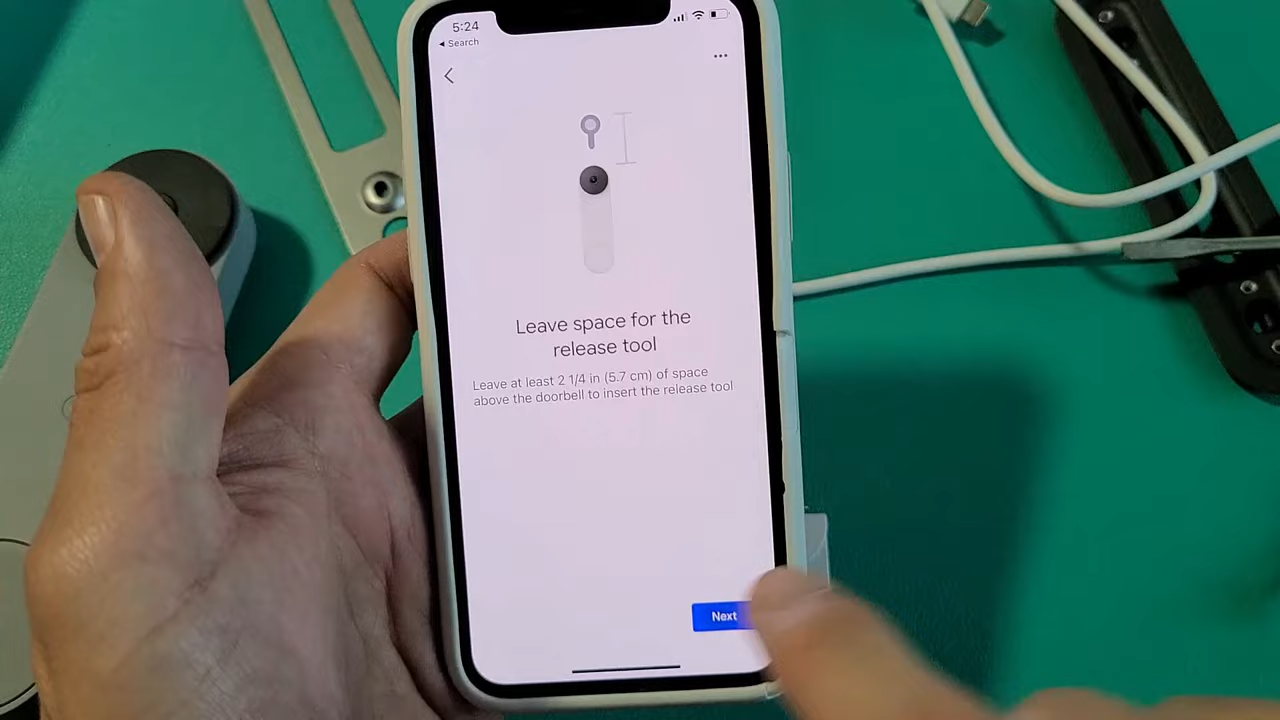 5:24
Search
Leave space for the
release tool
Leave at least 2 1/4 in (5.7 cm) of space
above the doorbell to insert the release tool
Next